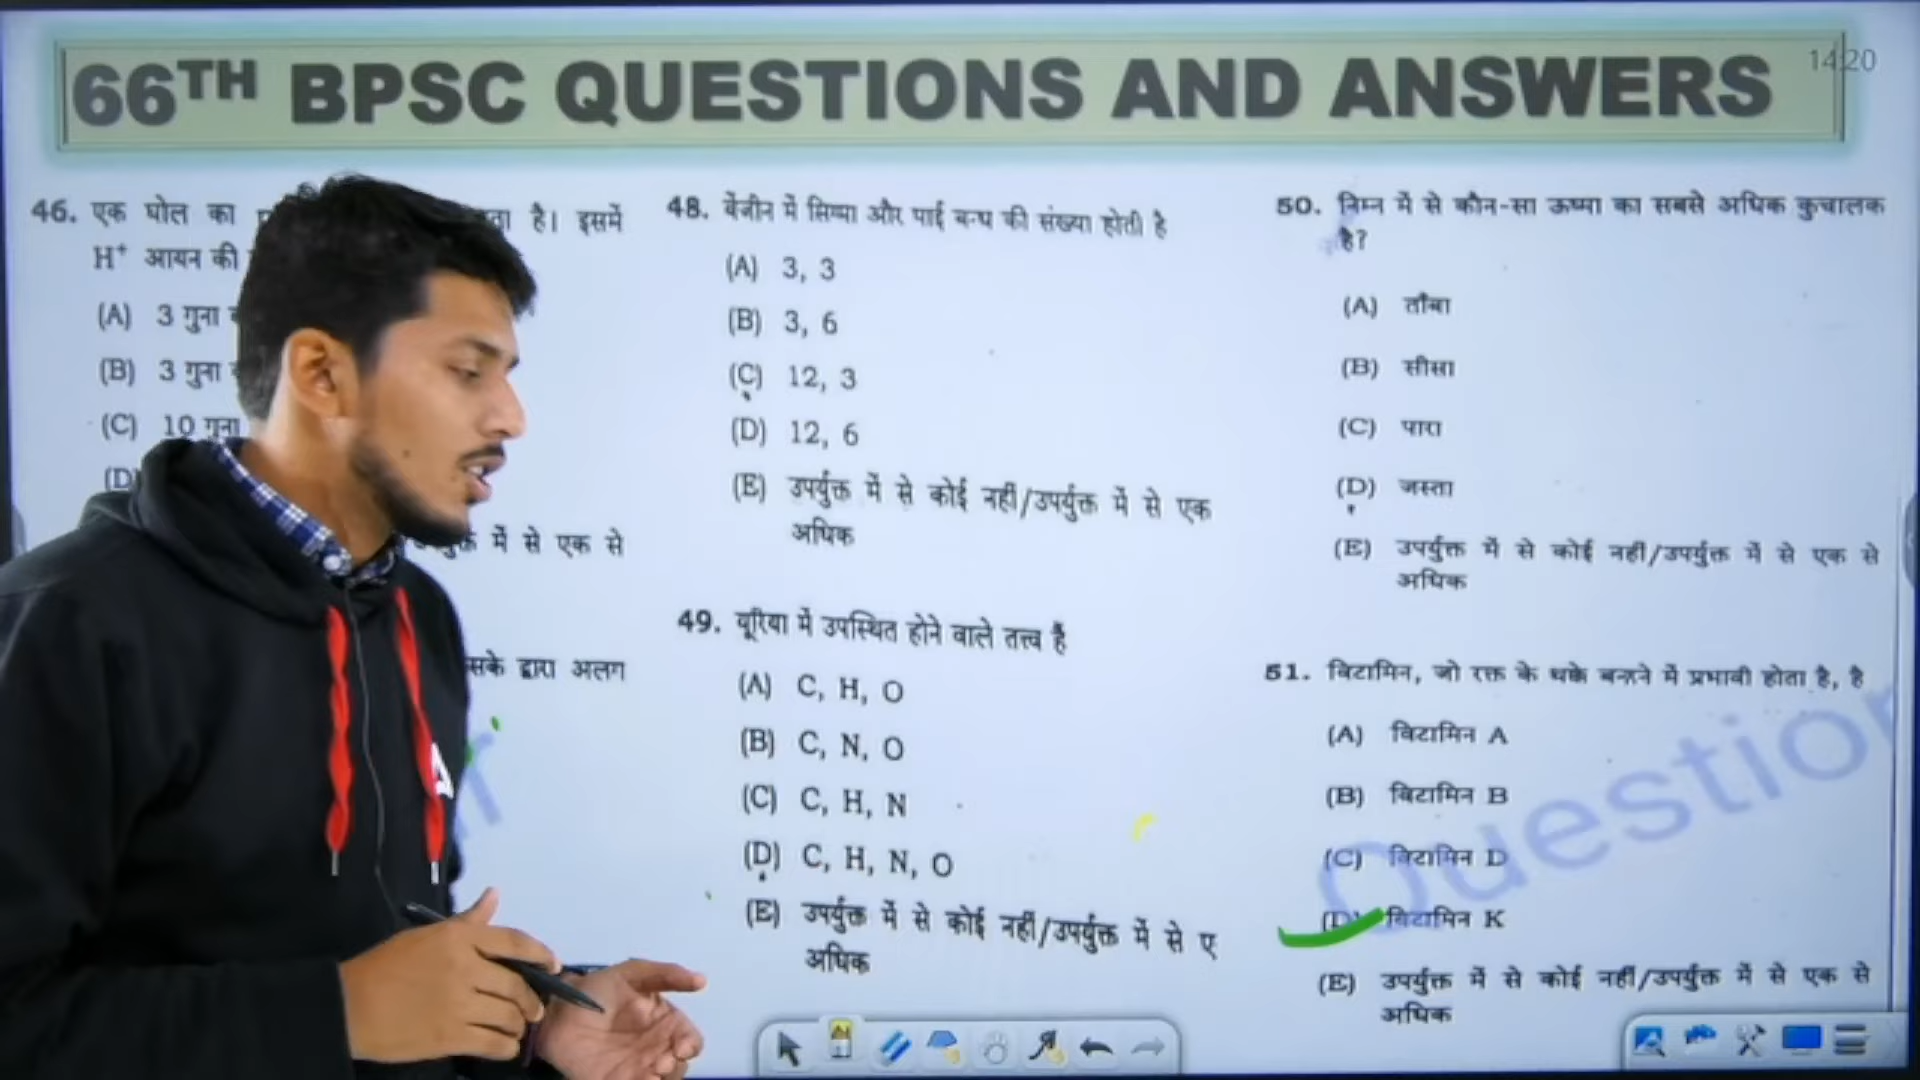 66TH BPSC QUESTIONS AND ANSWERS
14:20
46. एक घोल का
है। इसमें
H+ आयन की
(A) 3 गुना
(B) 3 गुना
(C) 10 गुना
(D)
में से एक से
द्वारा अलग
48. बेंजीन में सिग्मा और पाई बन्ध की संख्या होती है
(A) 3, 3
(B) 3, 6
(C) 12, 3
(D) 12, 6
(E) उपर्युक्त में से कोई नहीं/उपर्युक्त में से एक
अधिक
49. यूरिया में उपस्थित होने वाले तत्त्व हैं
(A) C, H, O
(B) C, N, O
(C) C, H, N
(D) C, H, N, O
(E) उपर्युक्त में से कोई नहीं/उपर्युक्त में से ए
अधिक
50. निम्न में से कौन-सा ऊष्मा का सबसे अधिक कुचालक
है?
(A) ताँबा
(B) सीसा
(C) पारा
(D) जस्ता
(E) उपर्युक्त में से कोई नहीं/उपर्युक्त में से एक से
अधिक
51. विटामिन, जो रक्त के थक्के बनने में प्रभावी होता है, है
(A) विटामिन A
(B) विटामिन B
(C) विटामिन D
(D) विटामिन K
(E) उपर्युक्त में से कोई नहीं/उपर्युक्त में से एक से
अधिक
Question